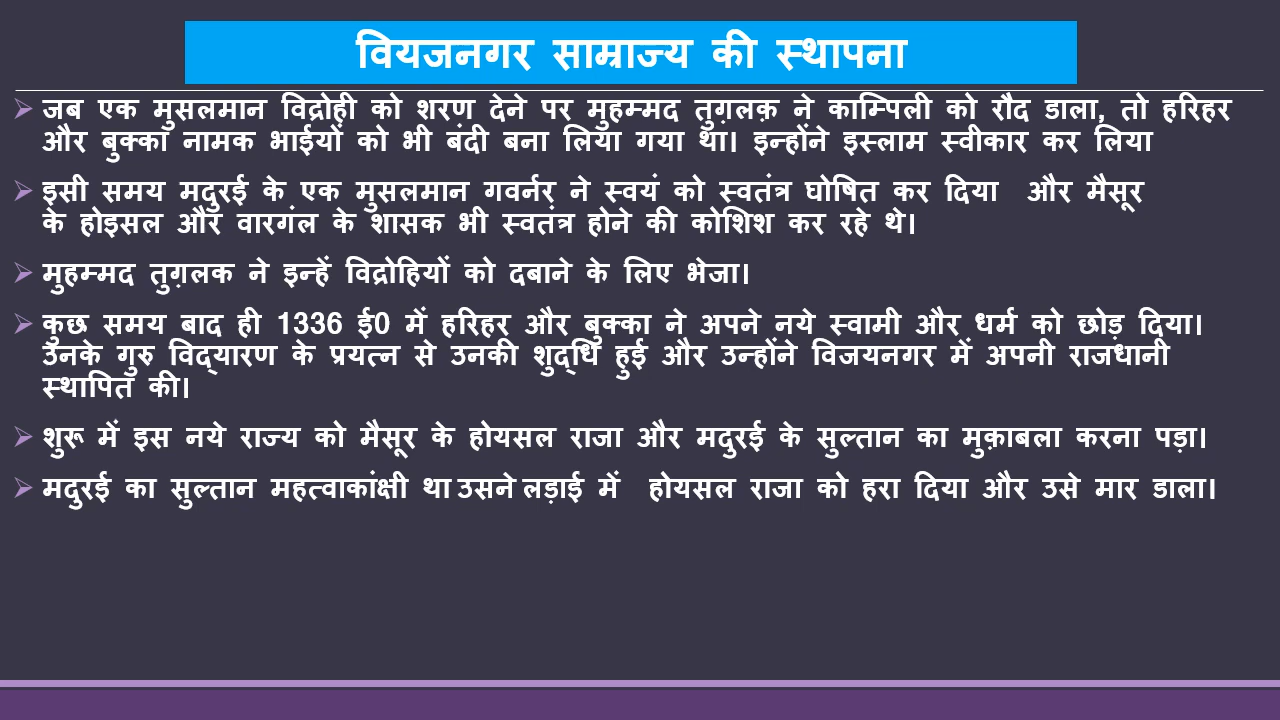 वियजनगर साम्राज्य की स्थापना
जब एक मुसलमान विद्रोही को शरण देने पर मुहम्मद तुग़लक़ ने काम्पिली को रौद डाला, तो हरिहर
और बुक्का नामक भाईयों को भी बंदी बना लिया गया था। इन्होंने इस्लाम स्वीकार कर लिया
इसी समय मदुरई के एक मुसलमान गवर्नर ने स्वयं को स्वतंत्र घोषित कर दिया और मैसूर
के होइसल और वारगंल के शासक भी स्वतंत्र होने की कोशिश कर रहे थे।
मुहम्मद तुग़लक ने इन्हें विद्रोहियों को दबाने के लिए भेजा।
कुछ समय बाद ही 1336 ई0 में हरिहर और बुक्का ने अपने नये स्वामी और धर्म को छोड़ दिया।
उनके गुरु विद्यारण के प्रयत्न से उनकी शुद्धि हुई और उन्होंने विजयनगर में अपनी राजधानी
स्थापित की।
शुरू में इस नये राज्य को मैसूर के होयसल राजा और मदुरई के सुल्तान का मुक़ाबला करना पड़ा।
मदुरई का सुल्तान महत्वाकांक्षी था उसने लड़ाई में होयसल राजा को हरा दिया और उसे मार डाला।